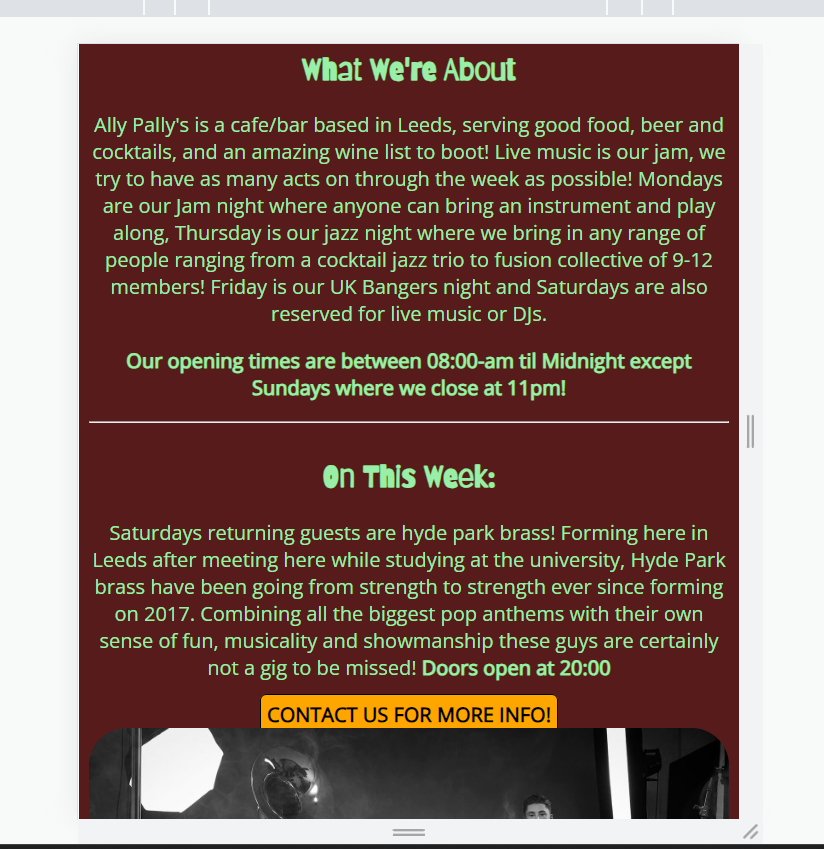 What We're About
Ally Pally's is a cafe/bar based in Leeds, serving good food, beer and
cocktails, and an amazing wine list to boot! Live music is our jam, we
try to have as many acts on through the week as possible! Mondays
are our Jam night where anyone can bring an instrument and play
along, Thursday is our jazz night where we bring in any range of
people ranging from a cocktail jazz trio to fusion collective of 9-12
members! Friday is our UK Bangers night and Saturdays are also
reserved for live music or DJs.
Our opening times are between 08:00-am til Midnight except
Sundays where we close at 11pm!
On This Week:
Saturdays returning guests are hyde park brass! Forming here in
Leeds after meeting here while studying at the university, Hyde Park
brass have been going from strength to strength ever since forming
on 2017. Combining all the biggest pop anthems with their own
sense of fun, musicality and showmanship these guys are certainly
not a gig to be missed! Doors open at 20:00
CONTACT US FOR MORE INFO!